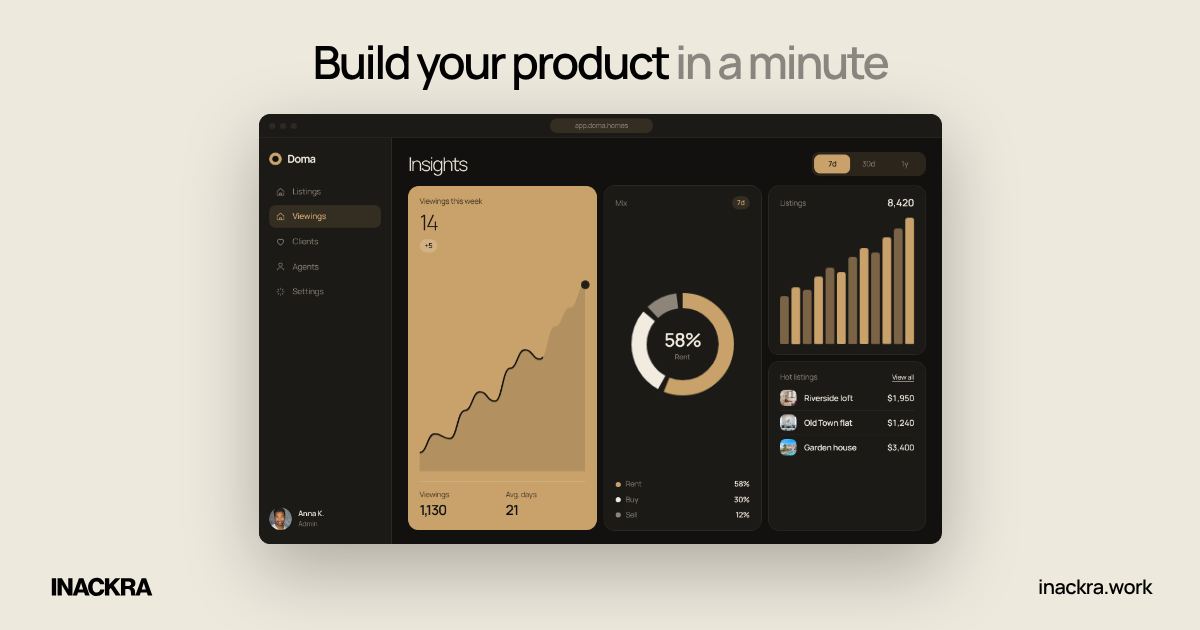 Build your product in a minute
app.doma.homes
Doma
Listings
Viewings
Clients
Agents
Settings
Anna K.
Admin
Insights
7d 30d 1y
Viewings this week
14
+5
Viewings Avg. days
1,130 21
Mix 7d
58%
Rent
Rent 58%
Buy 30%
Sell 12%
Listings 8,420
Hot listings View all
Riverside loft $1,950
Old Town flat $1,240
Garden house $3,400
INACKRA
inackra.work